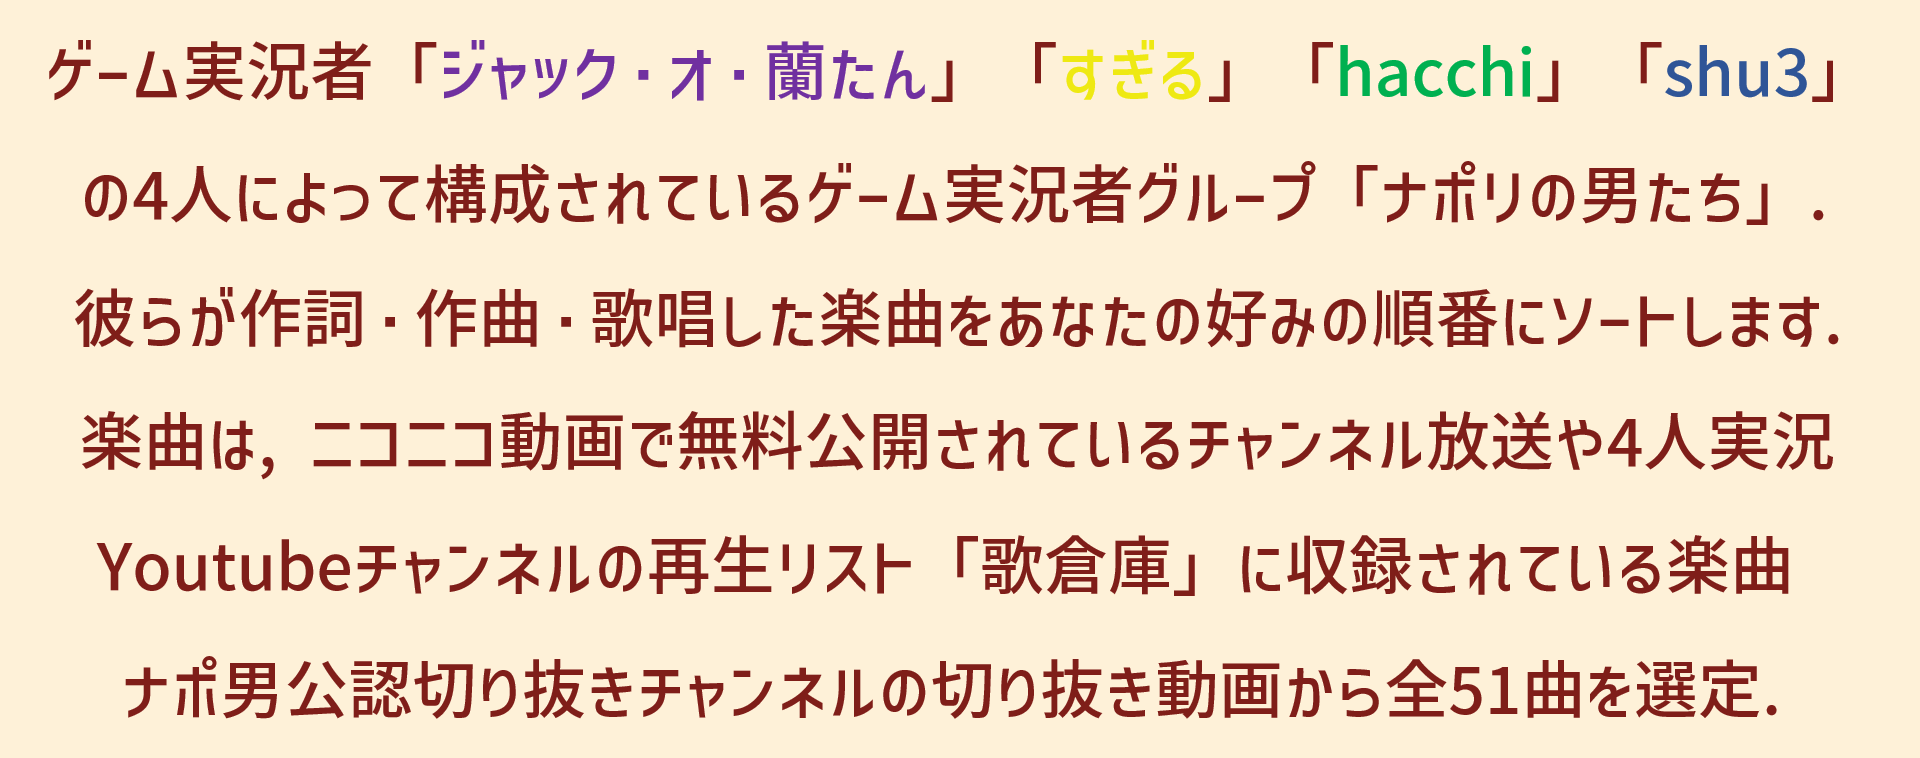 ゲーム実況者「ジャック・オ・蘭たん」「すぎる」「hacchi」「shu3」
の4人によって構成されているゲーム実況者グループ「ナポリの男たち」.
彼らが作詞・作曲・歌唱した楽曲をあなたの好みの順番にソートします.
楽曲は, ニコニコ動画で無料公開されているチャンネル放送や4人実況
Youtubeチャンネルの再生リスト「歌倉庫」に収録されている楽曲
ナポ男公認切り抜きチャンネルの切り抜き動画から全51曲を選定.